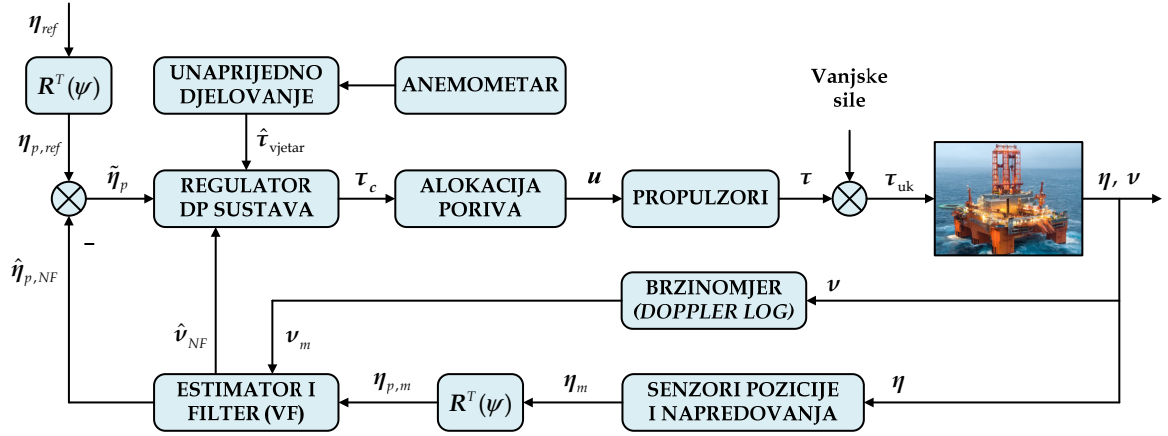 η_ref
R^T(ψ)
UNAPRIJEDNO
DJELOVANJE
ANEMOMETAR
Vanjske
sile
η_p,ref
τ̂_vjetar
η̃_p
REGULATOR
DP SUSTAVA
τ_c
ALOKACIJA
PORIVA
u
PROPULZORI
τ
τ_uk
η, ν
–
η̂_p,NF
ν̂_NF
ν_m
BRZINOMJER
(DOPPLER LOG)
ν
ESTIMATOR I
FILTER (VF)
η_p,m
R^T(ψ)
η_m
SENZORI POZICIJE
I NAPREDOVANJA
η